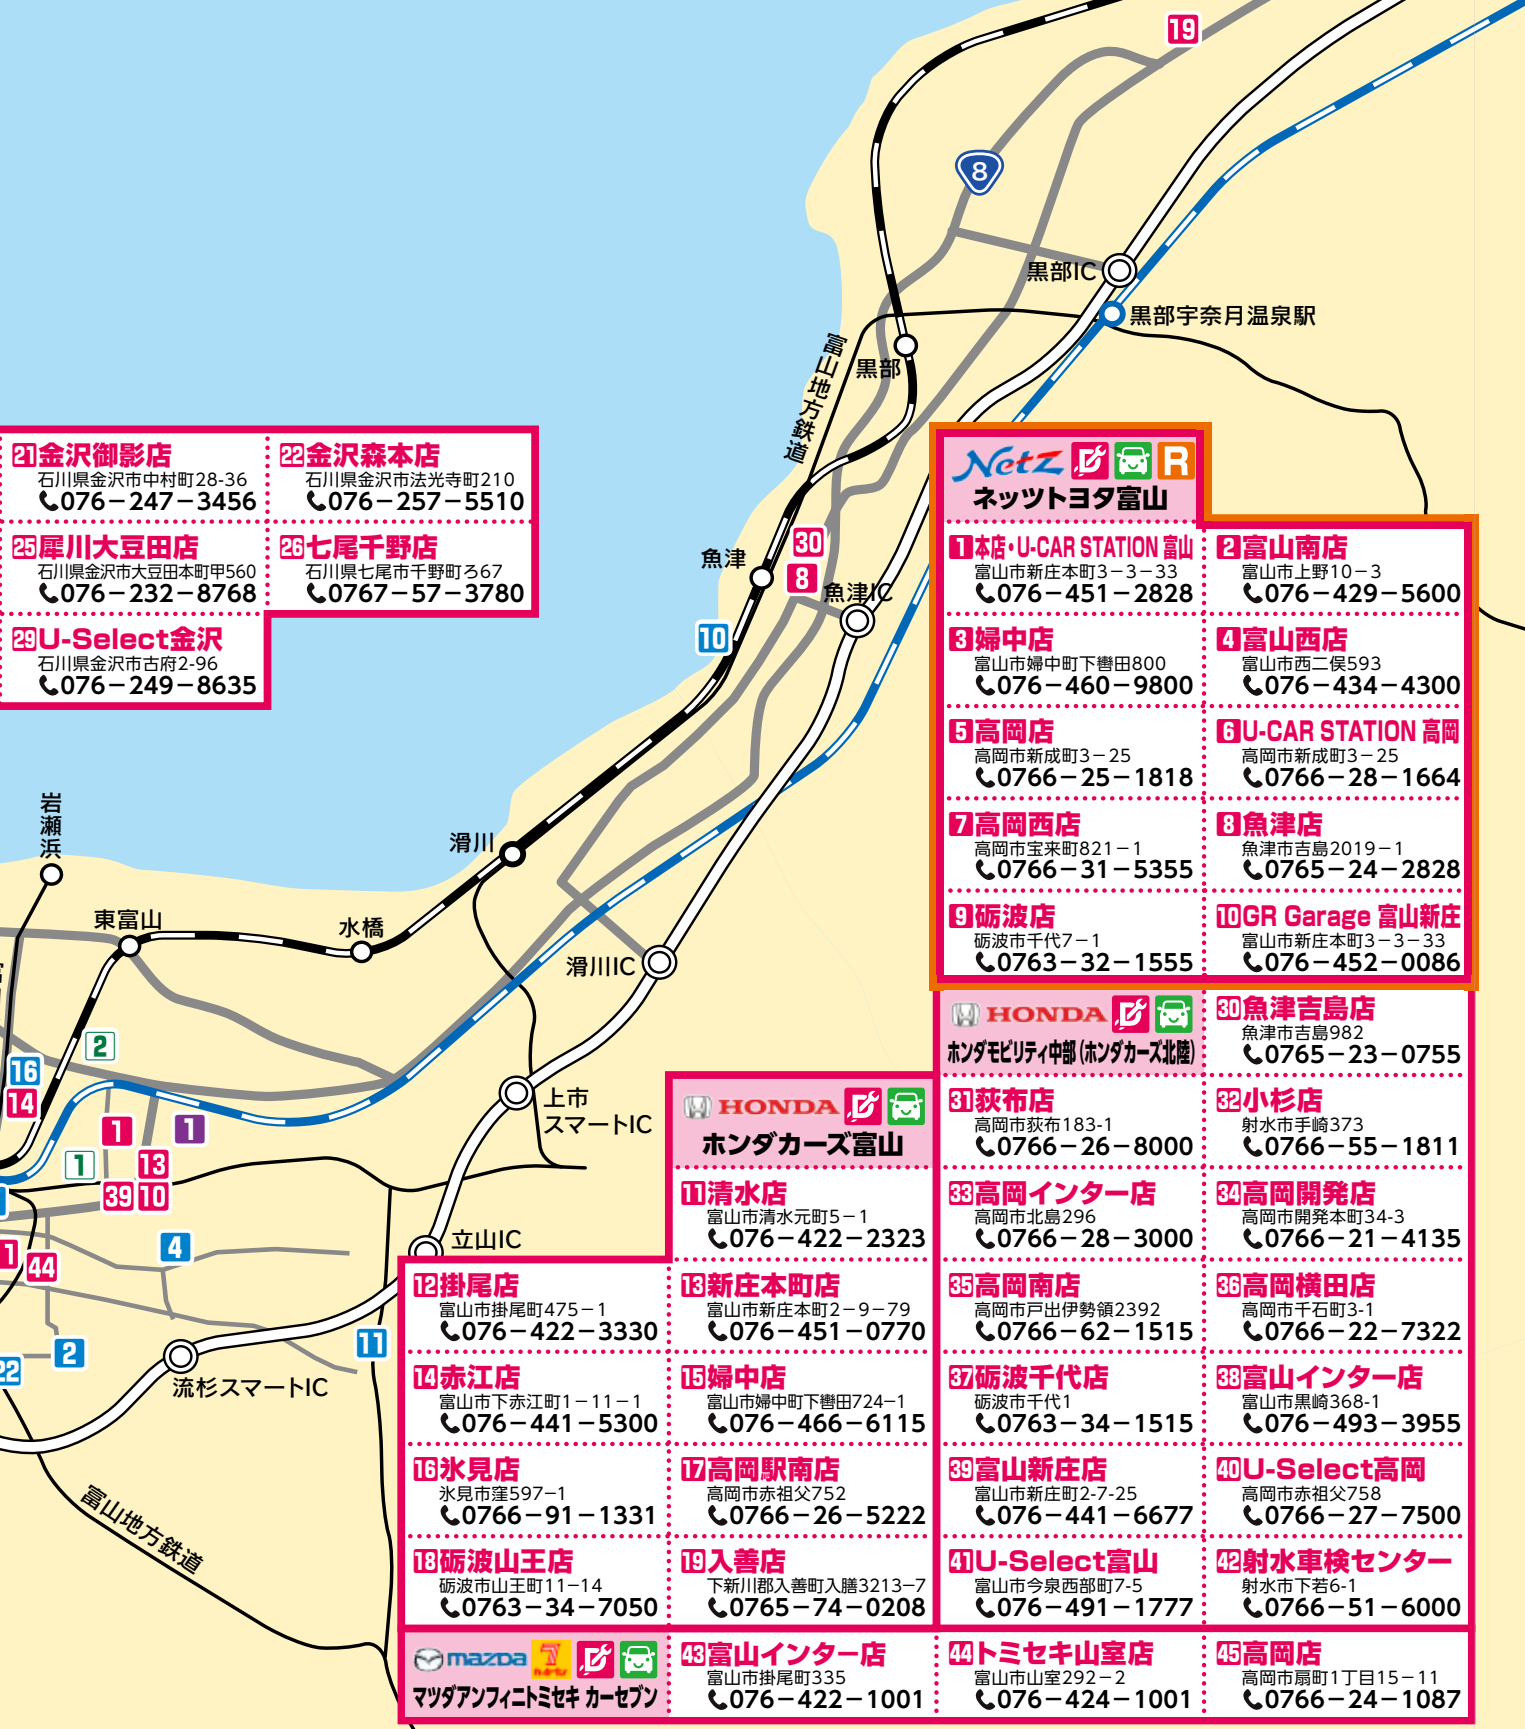 19
8
黒部IC
黒部宇奈月温泉駅
黒部
富山地方鉄道
魚津
30
8
魚津IC
10
岩瀬浜
滑川
東富山
水橋
滑川IC
2
16
14
1
1
1
13
39
10
上市
スマートIC
4
1
44
立山IC
11
2
22
流杉スマートIC
富山地方鉄道
21金沢御影店
石川県金沢市中村町28-36
076−247−3456
22金沢森本店
石川県金沢市法光寺町210
076−257−5510
25犀川大豆田店
石川県金沢市大豆田本町甲560
076−232−8768
26七尾千野店
石川県七尾市千野町ろ67
0767−57−3780
29U-Select金沢
石川県金沢市古府2-96
076−249−8635
Netz R
ネッツトヨタ富山
1本店・U-CAR STATION 富山
富山市新庄本町3−3−33
076−451−2828
2富山南店
富山市上野10−3
076−429−5600
3婦中店
富山市婦中町下轡田800
076−460−9800
4富山西店
富山市西二俣593
076−434−4300
5高岡店
高岡市新成町3−25
0766−25−1818
6U-CAR STATION 高岡
高岡市新成町3−25
0766−28−1664
7高岡西店
高岡市宝来町821−1
0766−31−5355
8魚津店
魚津市吉島2019−1
0765−24−2828
9砺波店
砺波市千代7−1
0763−32−1555
10GR Garage 富山新庄
富山市新庄本町3−3−33
076−452−0086
HONDA
ホンダモビリティ中部(ホンダカーズ北陸)
30魚津吉島店
魚津市吉島982
0765−23−0755
31荻布店
高岡市荻布183-1
0766−26−8000
32小杉店
射水市手崎373
0766−55−1811
33高岡インター店
高岡市北島296
0766−28−3000
34高岡開発店
高岡市開発本町34-3
0766−21−4135
35高岡南店
高岡市戸出伊勢領2392
0766−62−1515
36高岡横田店
高岡市千石町3-1
0766−22−7322
37砺波千代店
砺波市千代1
0763−34−1515
38富山インター店
富山市黒崎368-1
076−493−3955
39富山新庄店
富山市新庄町2-7-25
076−441−6677
40U-Select高岡
高岡市赤祖父758
0766−27−7500
41U-Select富山
富山市今泉西部町7-5
076−491−1777
42射水車検センター
射水市下若6-1
0766−51−6000
HONDA
ホンダカーズ富山
11清水店
富山市清水元町5−1
076−422−2323
12掛尾店
富山市掛尾町475−1
076−422−3330
13新庄本町店
富山市新庄本町2−9−79
076−451−0770
14赤江店
富山市下赤江町1−11−1
076−441−5300
15婦中店
富山市婦中町下轡田724−1
076−466−6115
16氷見店
氷見市窪597−1
0766−91−1331
17高岡駅南店
高岡市赤祖父752
0766−26−5222
18砺波山王店
砺波市山王町11−14
0763−34−7050
19入善店
下新川郡入善町入膳3213−7
0765−74−0208
mazda 7 カーセブン
マツダアンフィニトミセキ カーセブン
43富山インター店
富山市掛尾町335
076−422−1001
44トミセキ山室店
富山市山室292−2
076−424−1001
45高岡店
高岡市扇町1丁目15−11
0766−24−1087